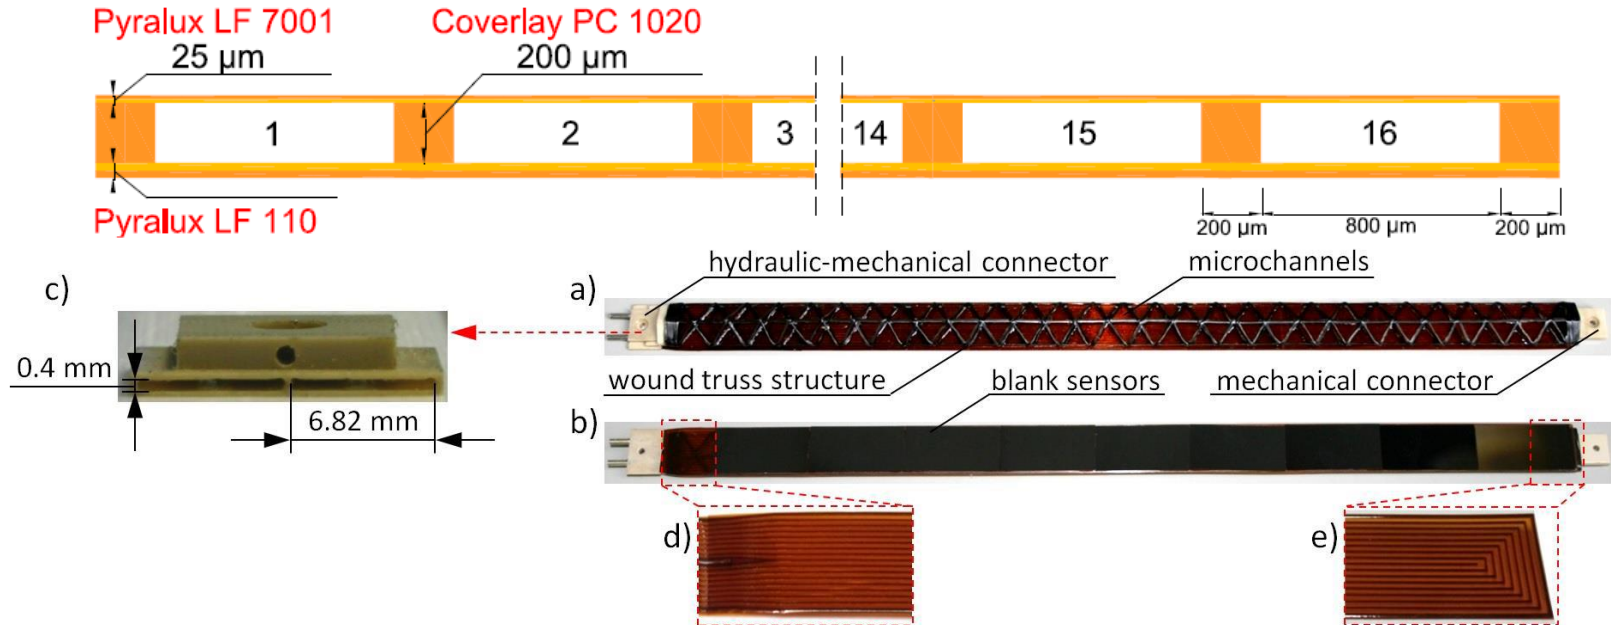 Pyralux LF 7001
Coverlay PC 1020
25 µm
200 µm
1
2
3
14
15
16
Pyralux LF 110
200 µm
800 µm
200 µm
hydraulic-mechanical connector
microchannels
c)
a)
0.4 mm
wound truss structure
blank sensors
mechanical connector
6.82 mm
b)
d)
e)